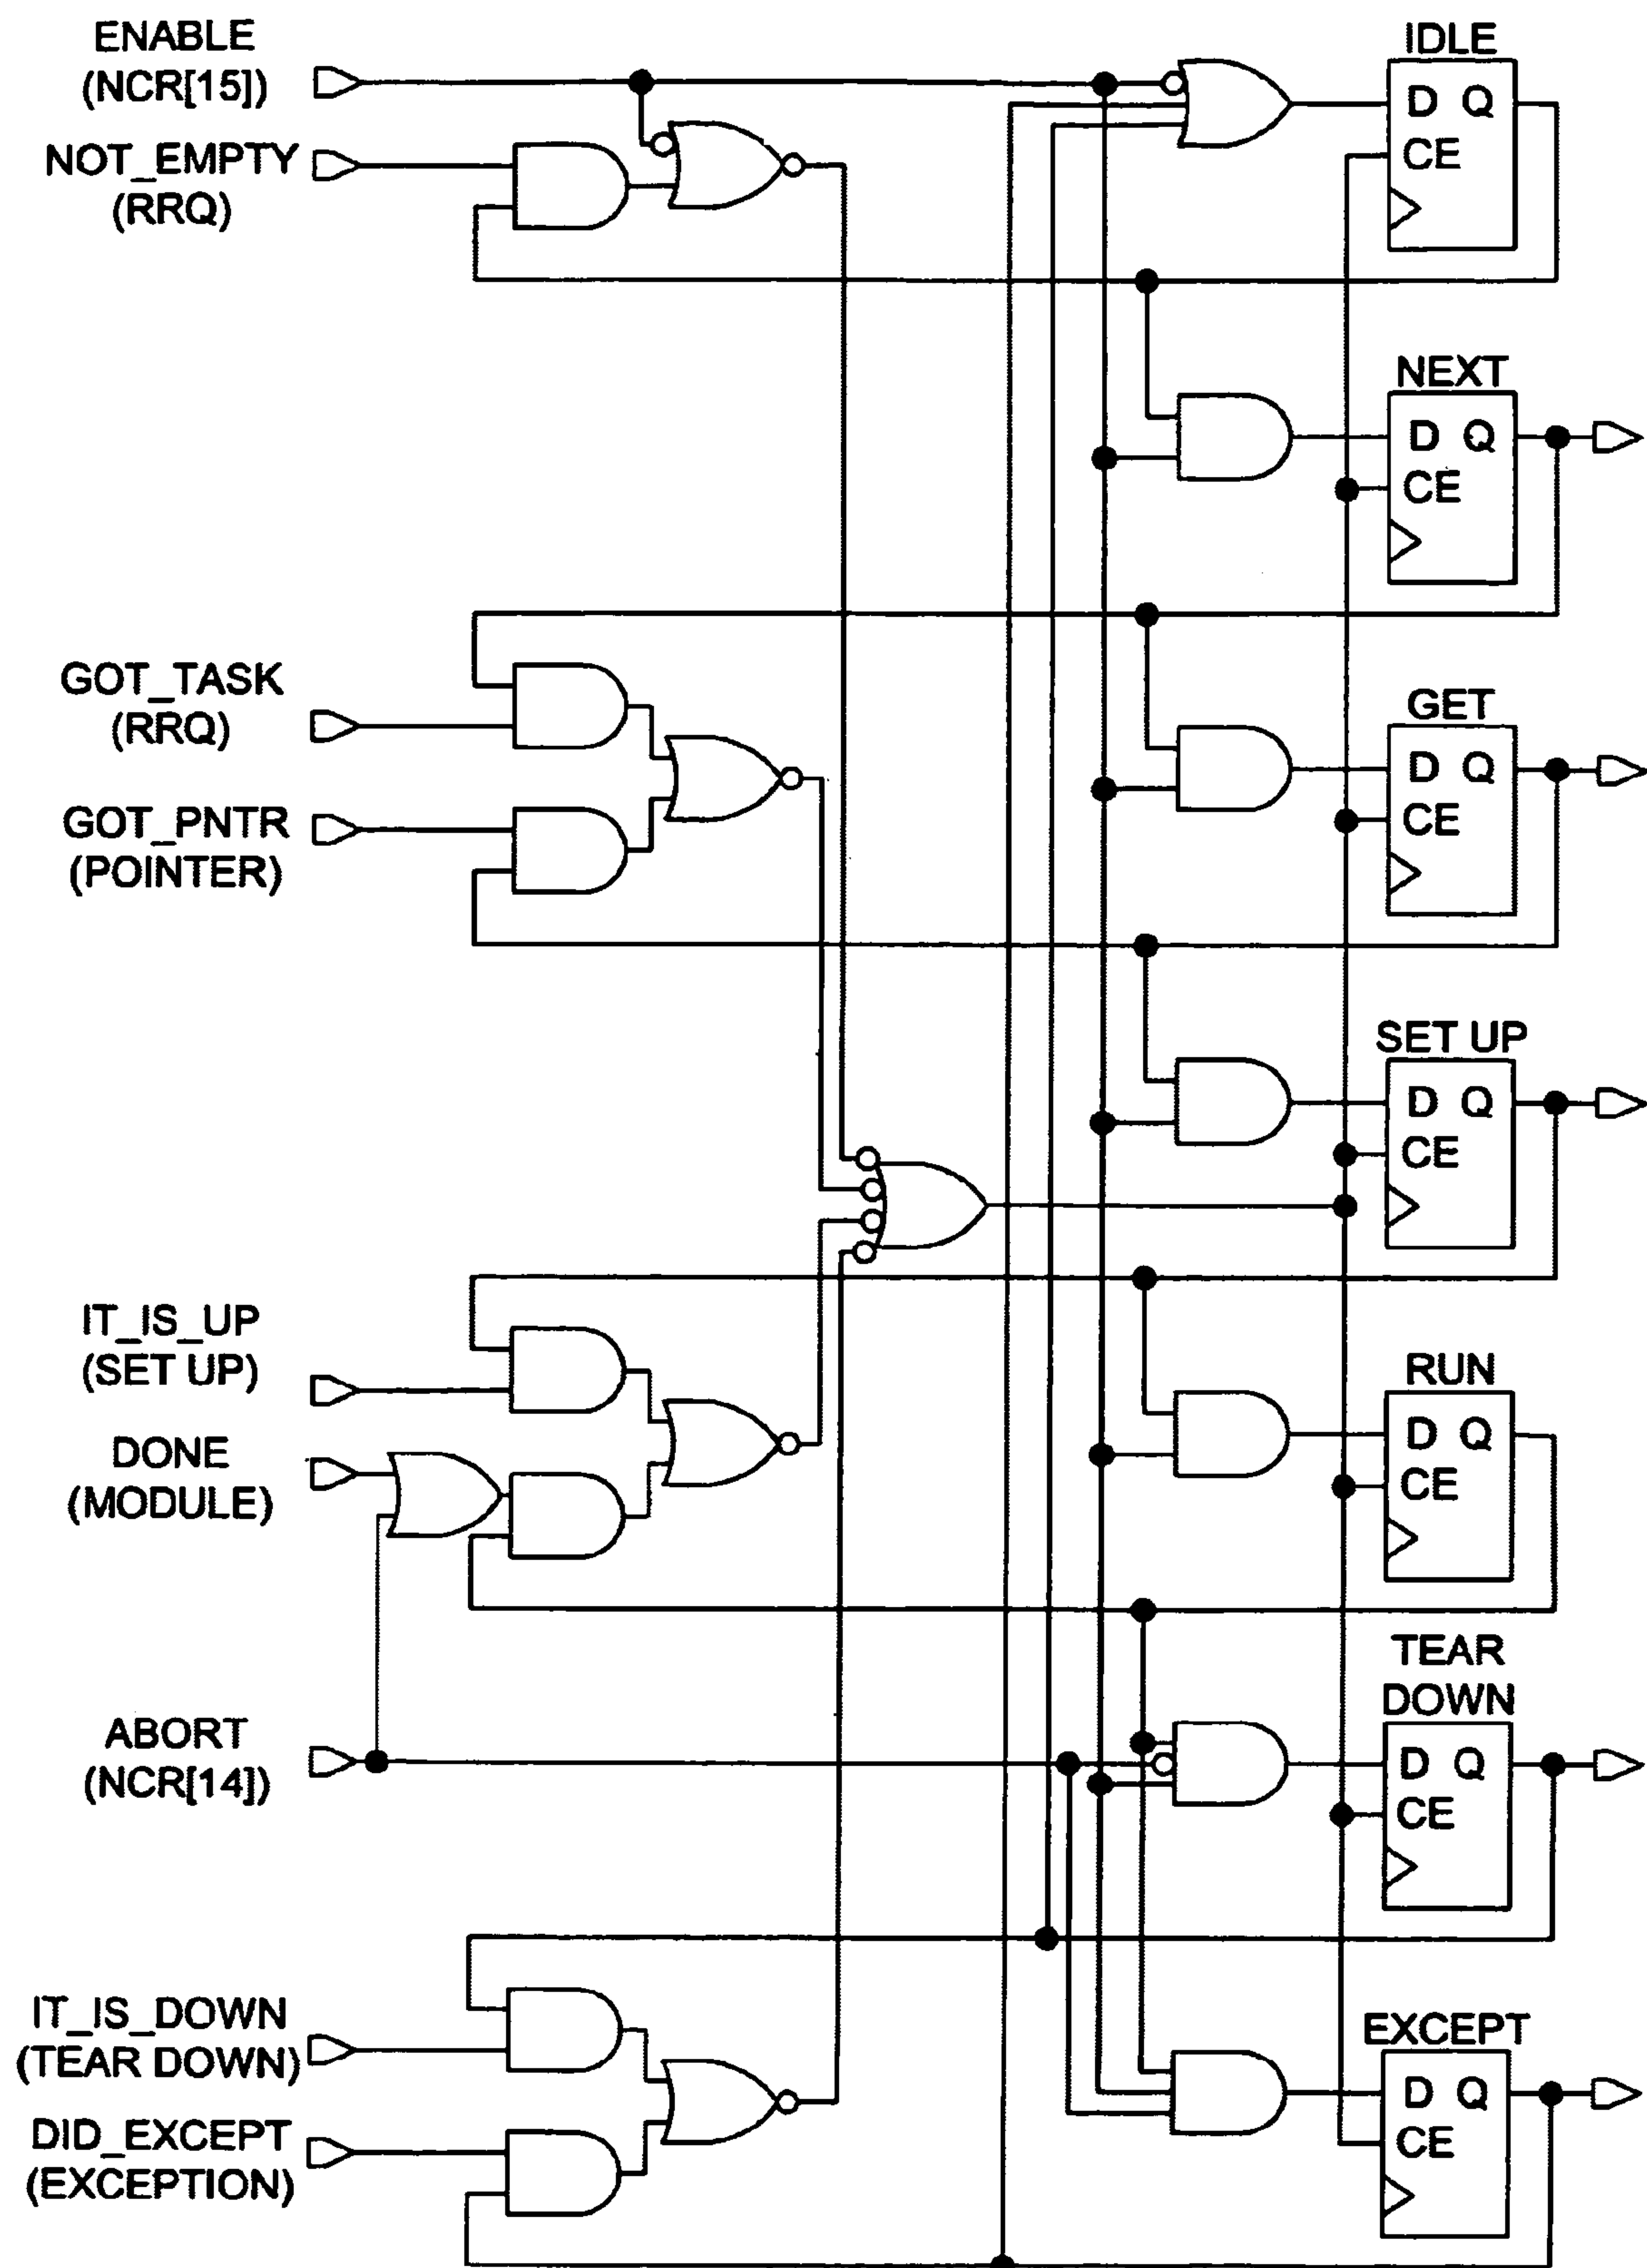 ENABLE
(NCR[15])
NOT_EMPTY
(RRQ)
IDLE
D Q
CE
NEXT
D Q
CE
GOT_TASK
(RRQ)
GOT_PNTR
(POINTER)
GET
D Q
CE
SET UP
D Q
CE
IT_IS_UP
(SET UP)
DONE
(MODULE)
RUN
D Q
CE
ABORT
(NCR[14])
TEAR
DOWN
D Q
CE
IT_IS_DOWN
(TEAR DOWN)
DID_EXCEPT
(EXCEPTION)
EXCEPT
D Q
CE